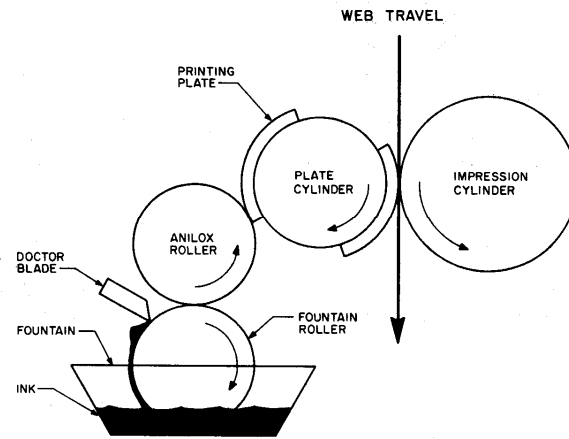 WEB TRAVEL
PRINTING
PLATE
PLATE
CYLINDER
IMPRESSION
CYLINDER
ANILOX
ROLLER
DOCTOR
BLADE
FOUNTAIN
ROLLER
FOUNTAIN
INK